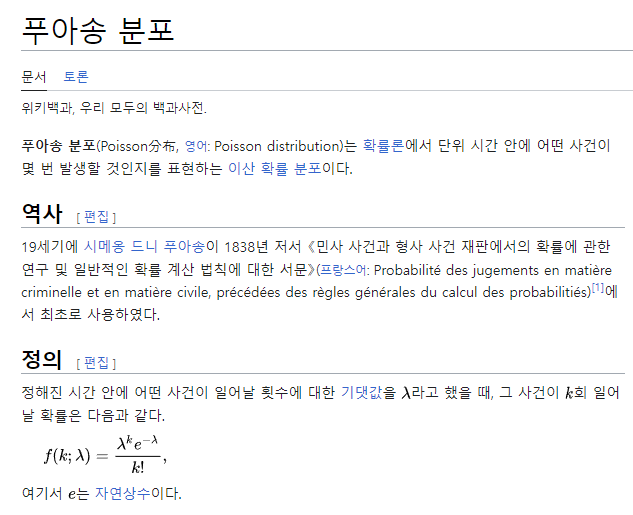 푸아송 분포
문서 토론
위키백과, 우리 모두의 백과사전.
푸아송 분포(Poisson分布, 영어: Poisson distribution)는 확률론에서 단위 시간 안에 어떤 사건이
몇 번 발생할 것인지를 표현하는 이산 확률 분포이다.
역사 [ 편집 ]
19세기에 시메옹 드니 푸아송이 1838년 저서 《민사 사건과 형사 사건 재판에서의 확률에 관한
연구 및 일반적인 확률 계산 법칙에 대한 서문》(프랑스어: Probabilité des jugements en matière
criminelle et en matière civile, précédées des règles générales du calcul des probabilitiés)[1]에
서 최초로 사용하였다.
정의 [ 편집 ]
정해진 시간 안에 어떤 사건이 일어날 횟수에 대한 기댓값을 λ라고 했을 때, 그 사건이 k회 일어
날 확률은 다음과 같다.
f(k; λ) = λ^k e^{−λ} / k!,
여기서 e는 자연상수이다.